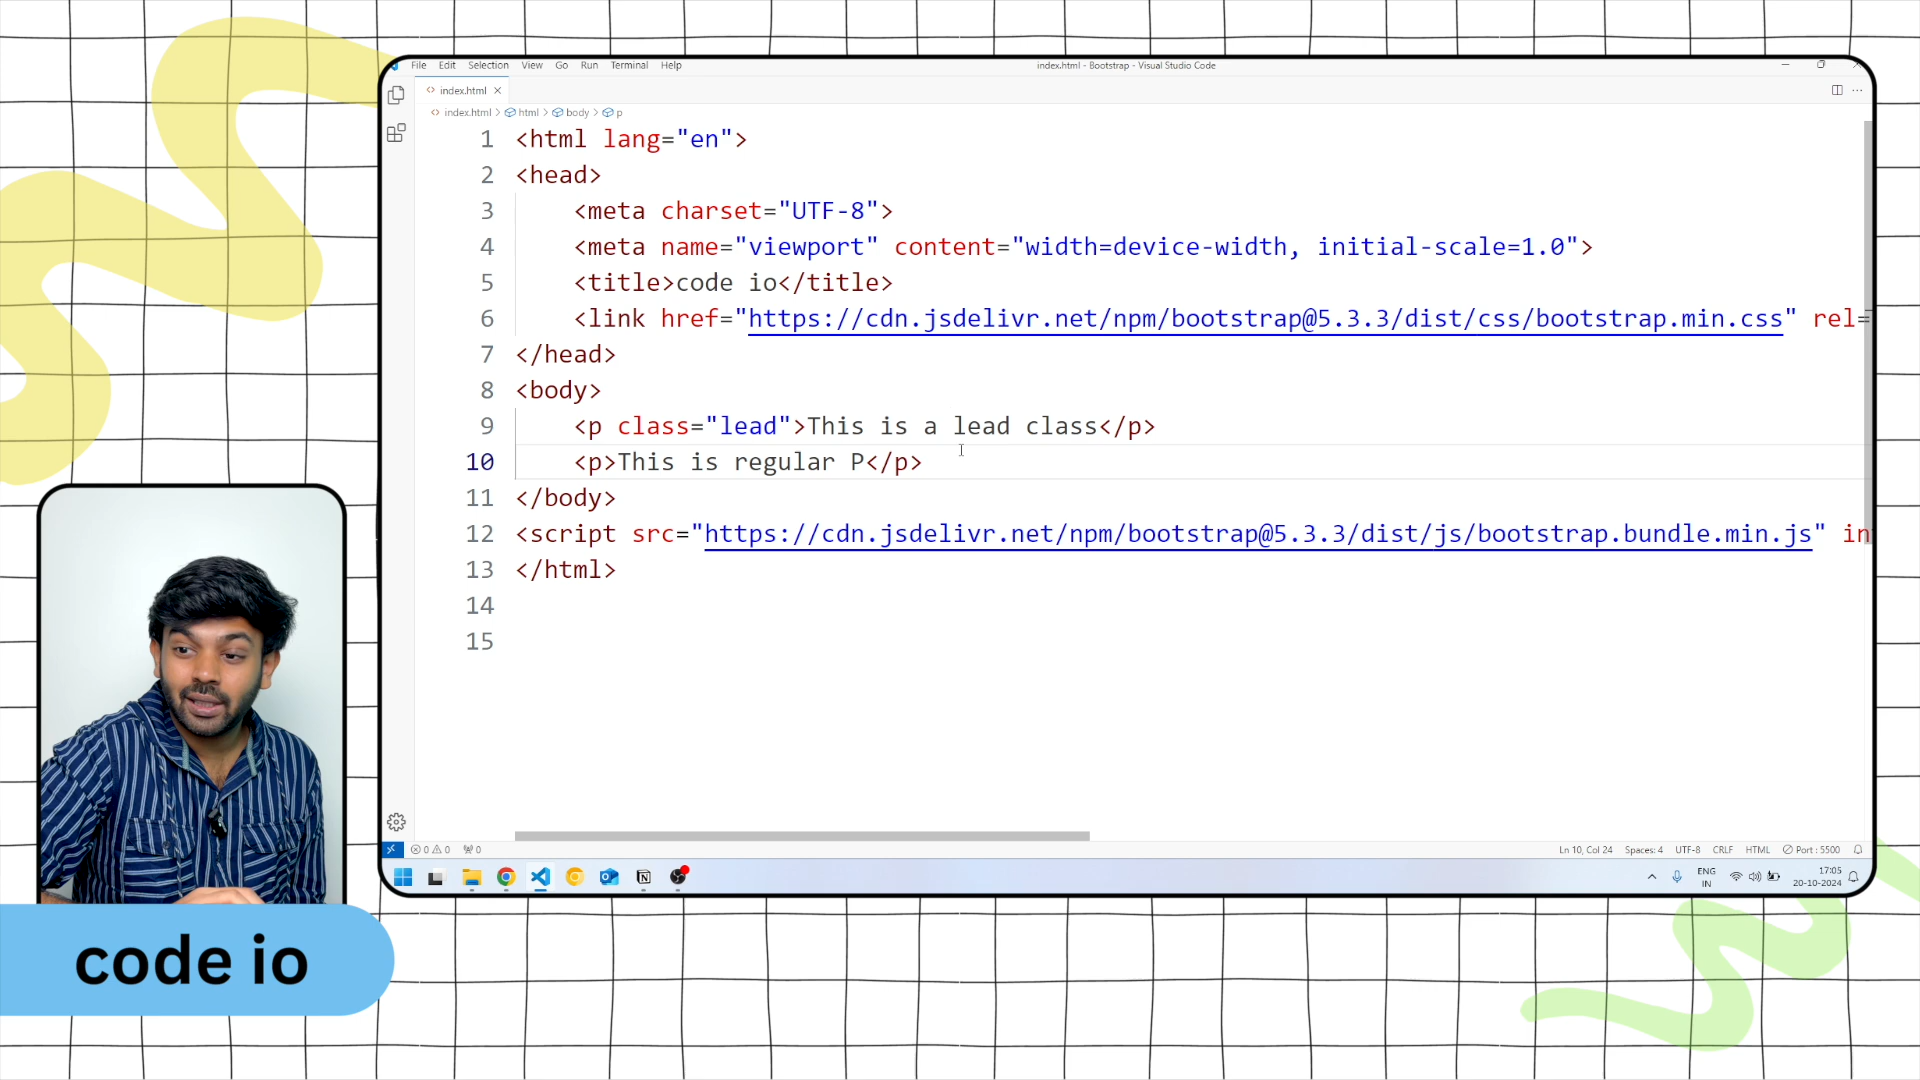 File Edit Selection View Go Run Terminal Help
index.html - Bootstrap - Visual Studio Code
index.html
index.html > html > body > p
1 <html lang="en">
2 <head>
3 <meta charset="UTF-8">
4 <meta name="viewport" content="width=device-width, initial-scale=1.0">
5 <title>code io</title>
6 <link href="https://cdn.jsdelivr.net/npm/bootstrap@5.3.3/dist/css/bootstrap.min.css" rel=
7 </head>
8 <body>
9 <p class="lead">This is a lead class</p>
10 <p>This is regular P</p>
11 </body>
12 <script src="https://cdn.jsdelivr.net/npm/bootstrap@5.3.3/dist/js/bootstrap.bundle.min.js" in
13 </html>
14
15
0 0 0
Ln 10, Col 24 Spaces: 4 UTF-8 CRLF HTML Port : 5500
ENG
IN
17:05
20-10-2024
code io